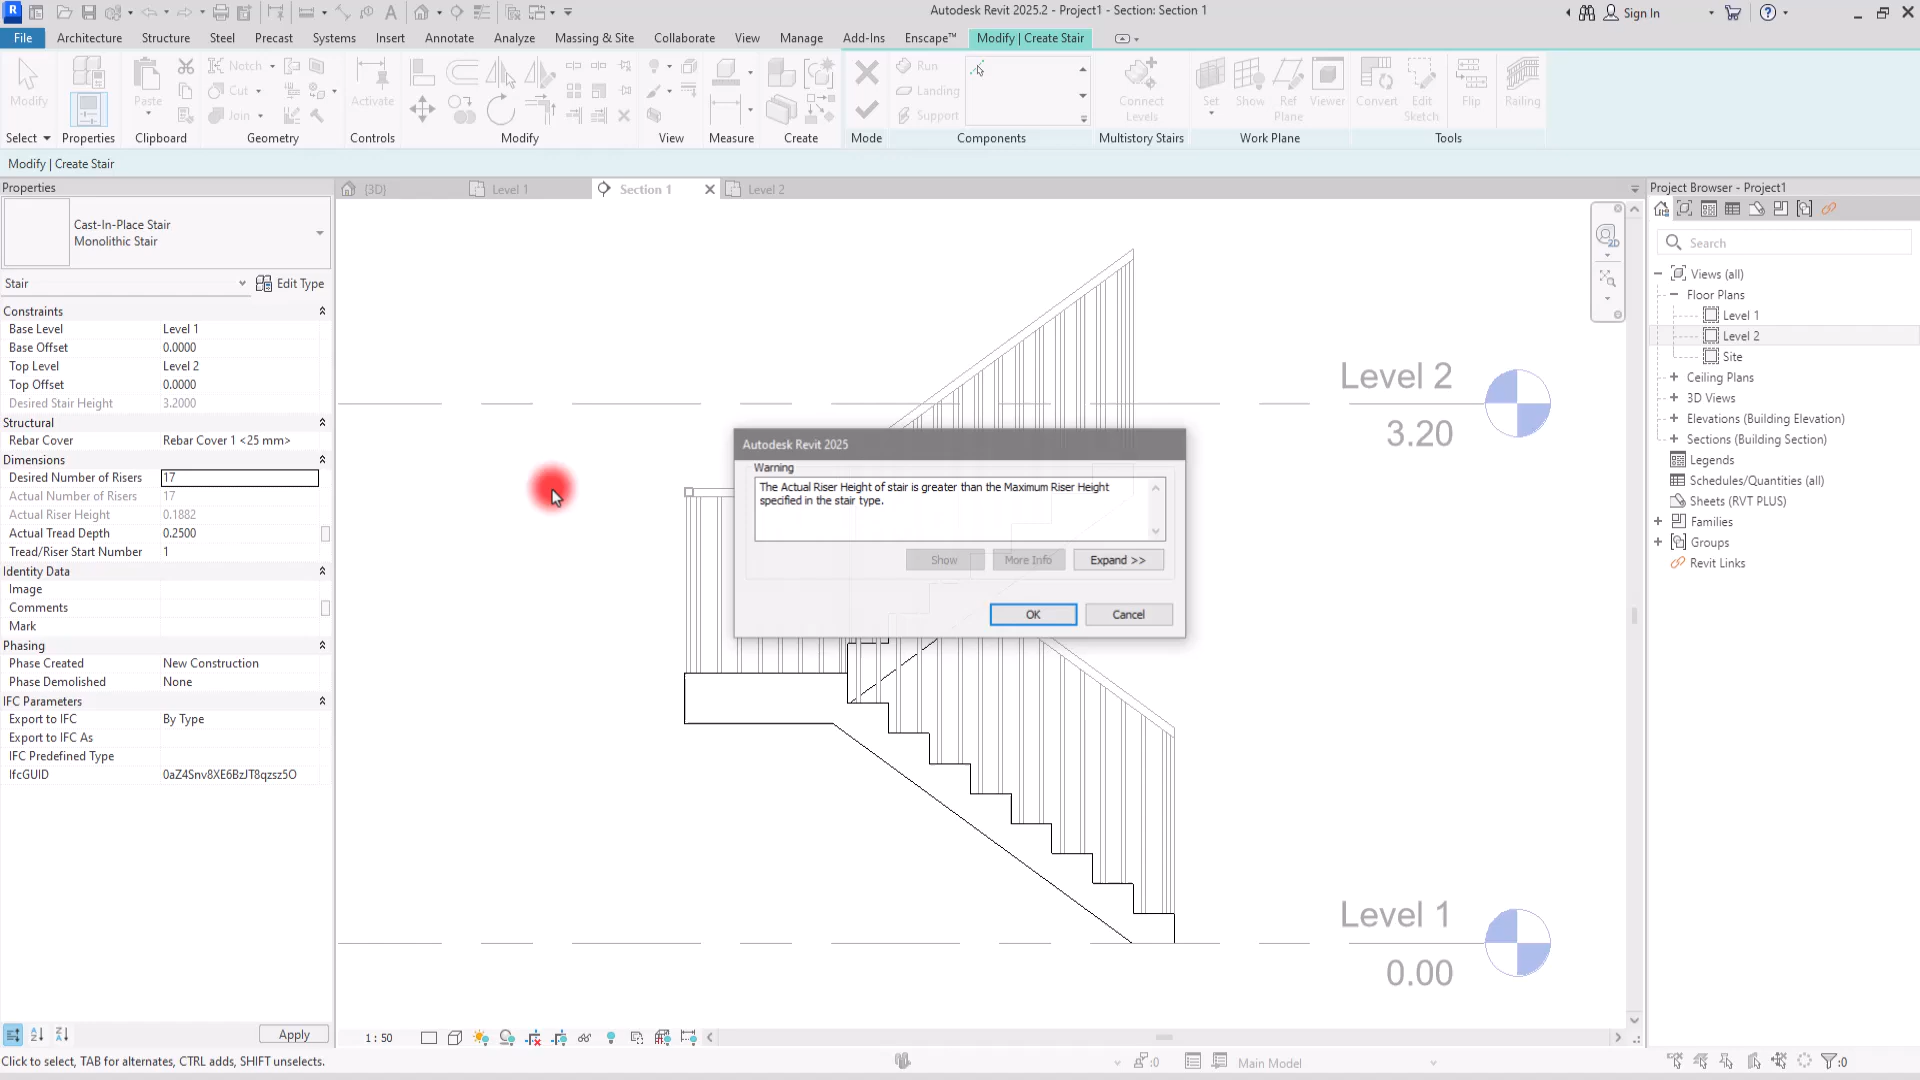 Autodesk Revit 2025.2 - Project1 - Section: Section 1
Sign In
File
Architecture
Structure
Steel
Precast
Systems
Insert
Annotate
Analyze
Massing & Site
Collaborate
View
Manage
Add-Ins
Enscape™
Modify | Create Stair
Modify
Paste
Notch
Cut
Join
Activate
Run
Landing
Support
Connect
Levels
Set
Show
Ref
Plane
Viewer
Convert
Edit
Sketch
Flip
Railing
Select
Properties
Clipboard
Geometry
Controls
Modify
View
Measure
Create
Mode
Components
Multistory Stairs
Work Plane
Tools
Modify | Create Stair
Properties
Cast-In-Place Stair
Monolithic Stair
Stair
Edit Type
Constraints
Base Level Level 1
Base Offset 0.0000
Top Level Level 2
Top Offset 0.0000
Desired Stair Height 3.2000
Structural
Rebar Cover Rebar Cover 1 <25 mm>
Dimensions
Desired Number of Risers 17
Actual Number of Risers 17
Actual Riser Height 0.1882
Actual Tread Depth 0.2500
Tread/Riser Start Number 1
Identity Data
Image
Comments
Mark
Phasing
Phase Created New Construction
Phase Demolished None
IFC Parameters
Export to IFC By Type
Export to IFC As
IFC Predefined Type
IfcGUID 0aZ4Snv8XE6BzJT8qzsz5O
Apply
{3D}
Level 1
Section 1
Level 2
2D
Level 2
3.20
Level 1
0.00
Autodesk Revit 2025
Warning
The Actual Riser Height of stair is greater than the Maximum Riser Height
specified in the stair type.
Show
More Info
Expand >>
OK
Cancel
Project Browser - Project1
Search
Views (all)
Floor Plans
Level 1
Level 2
Site
Ceiling Plans
3D Views
Elevations (Building Elevation)
Sections (Building Section)
Legends
Schedules/Quantities (all)
Sheets (RVT PLUS)
Families
Groups
Revit Links
1 : 50
Click to select, TAB for alternates, CTRL adds, SHIFT unselects.
:0
Main Model
:0